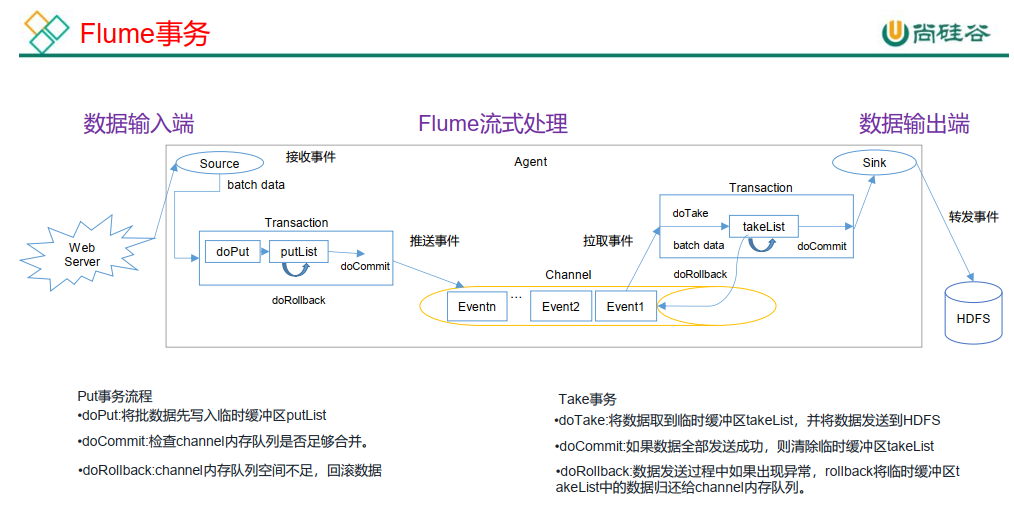 Flume事务
尚硅谷
数据输入端
Flume流式处理
数据输出端
Source
接收事件
Agent
Sink
batch data
Transaction
Transaction
转发事件
doTake
takeList
Web
Server
doPut
putList
推送事件
拉取事件
batch data
doCommit
doCommit
Channel
doRollback
doRollback
Eventn
...
Event2
Event1
HDFS
Put事务流程
•doPut:将批数据先写入临时缓冲区putList
•doCommit:检查channel内存队列是否足够合并。
•doRollback:channel内存队列空间不足，回滚数据
Take事务
•doTake:将数据取到临时缓冲区takeList，并将数据发送到HDFS
•doCommit:如果数据全部发送成功，则清除临时缓冲区takeList
•doRollback:数据发送过程中如果出现异常，rollback将临时缓冲区t
akeList中的数据归还给channel内存队列。